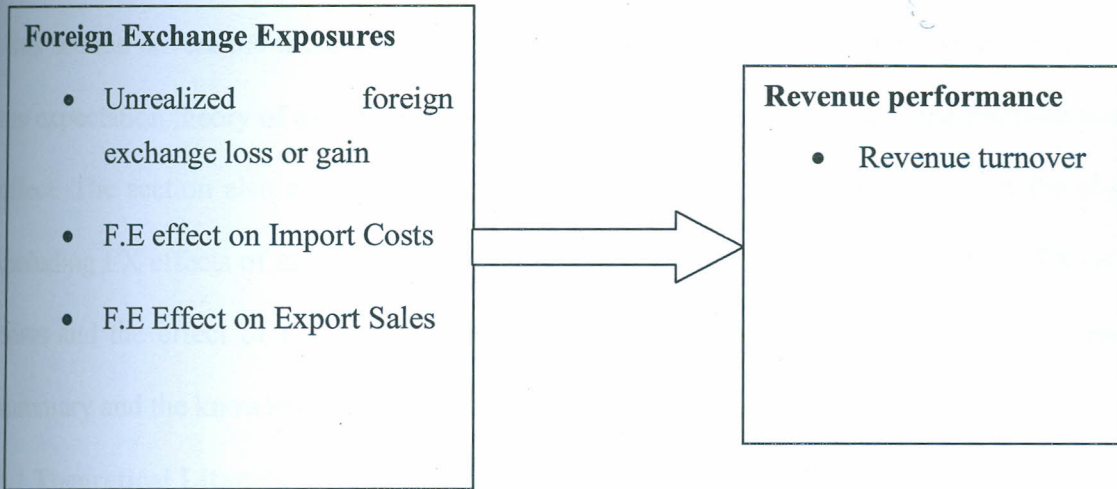 Foreign Exchange Exposures
• Unrealized foreign
exchange loss or gain
• F.E effect on Import Costs
• F.E Effect on Export Sales
Revenue performance
• Revenue turnover